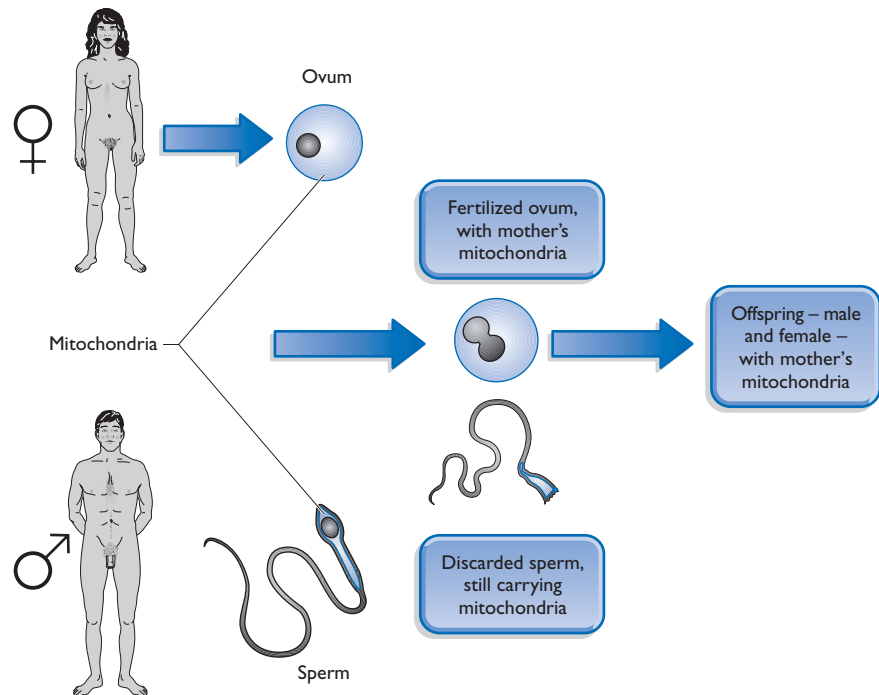 Ovum
Fertilized ovum,
with mother's
mitochondria
Offspring – male
and female –
with mother's
mitochondria
Mitochondria
Discarded sperm,
still carrying
mitochondria
Sperm